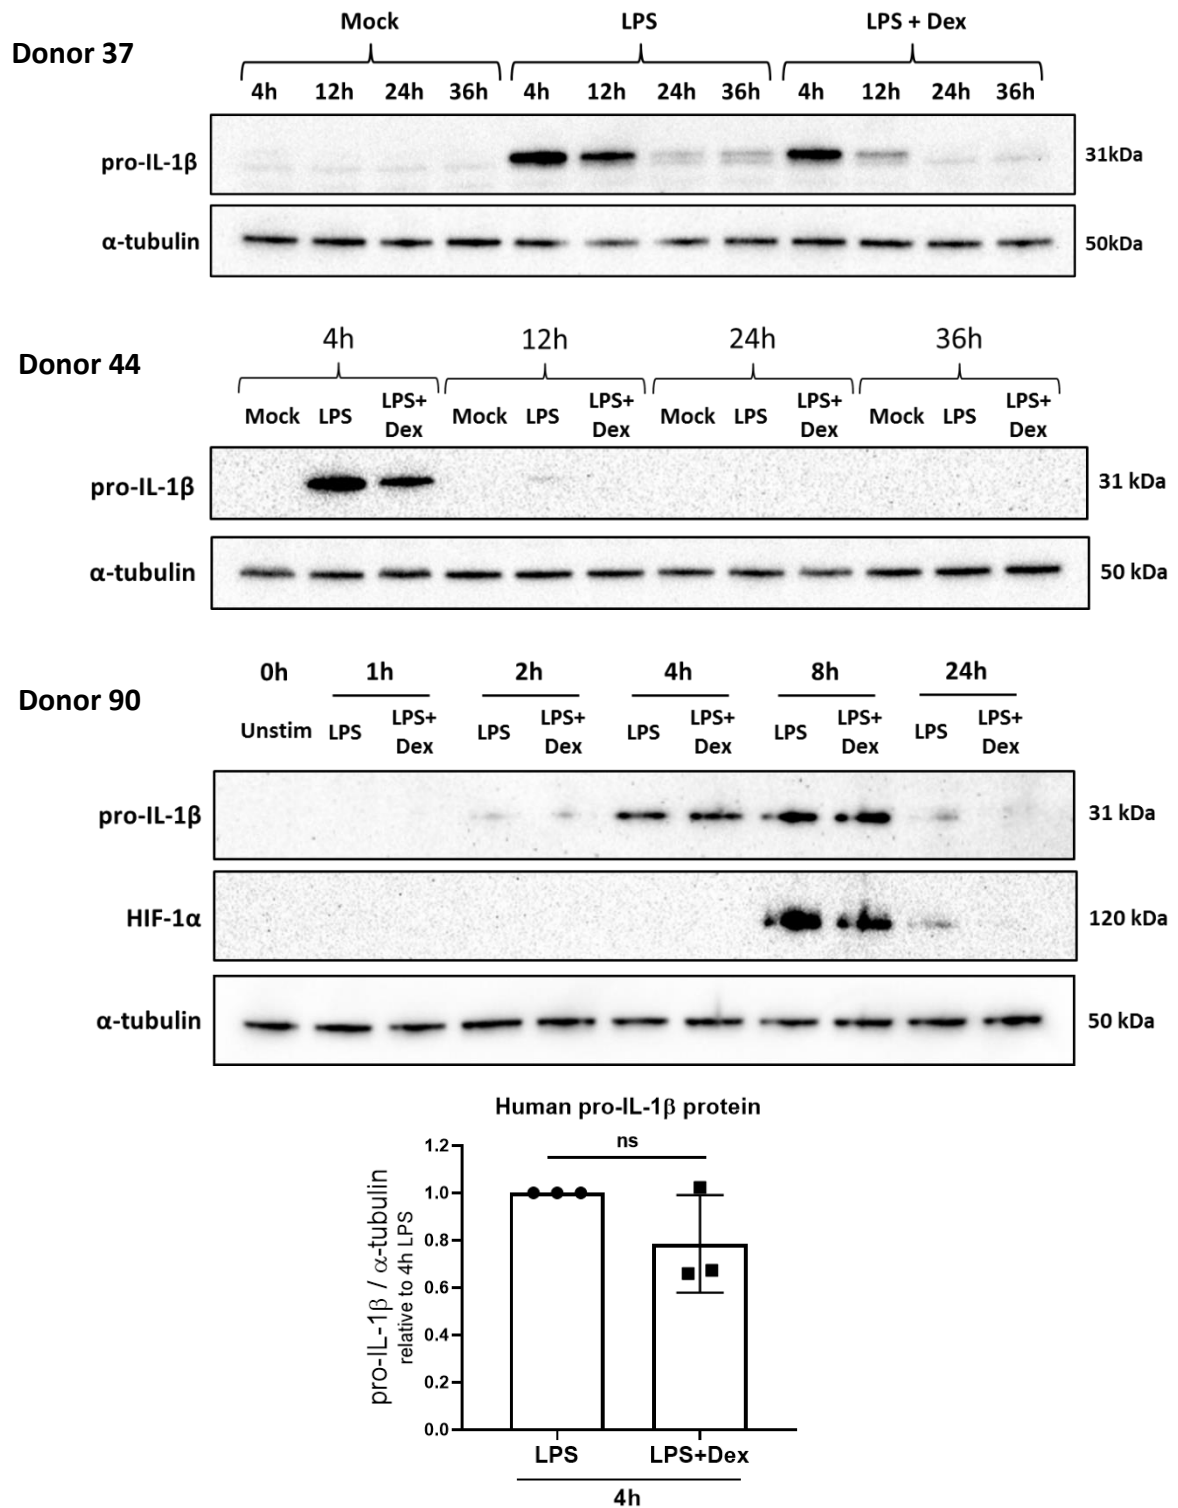 Mock LPS LPS + Dex
Donor 37
4h 12h 24h 36h 4h 12h 24h 36h 4h 12h 24h 36h
pro-IL-1β 31kDa
α-tubulin 50kDa
4h 12h 24h 36h
Donor 44
Mock LPS LPS+ Dex Mock LPS LPS+ Dex Mock LPS LPS+ Dex Mock LPS LPS+ Dex
pro-IL-1β 31 kDa
α-tubulin 50 kDa
0h 1h 2h 4h 8h 24h
Donor 90
Unstim LPS LPS+ Dex LPS LPS+ Dex LPS LPS+ Dex LPS LPS+ Dex LPS LPS+ Dex
pro-IL-1β 31 kDa
HIF-1α 120 kDa
α-tubulin 50 kDa
Human pro-IL-1β protein
ns
pro-IL-1β / α-tubulin
relative to 4h LPS
1.2
1.0
0.8
0.6
0.4
0.2
0.0
LPS LPS+Dex
4h